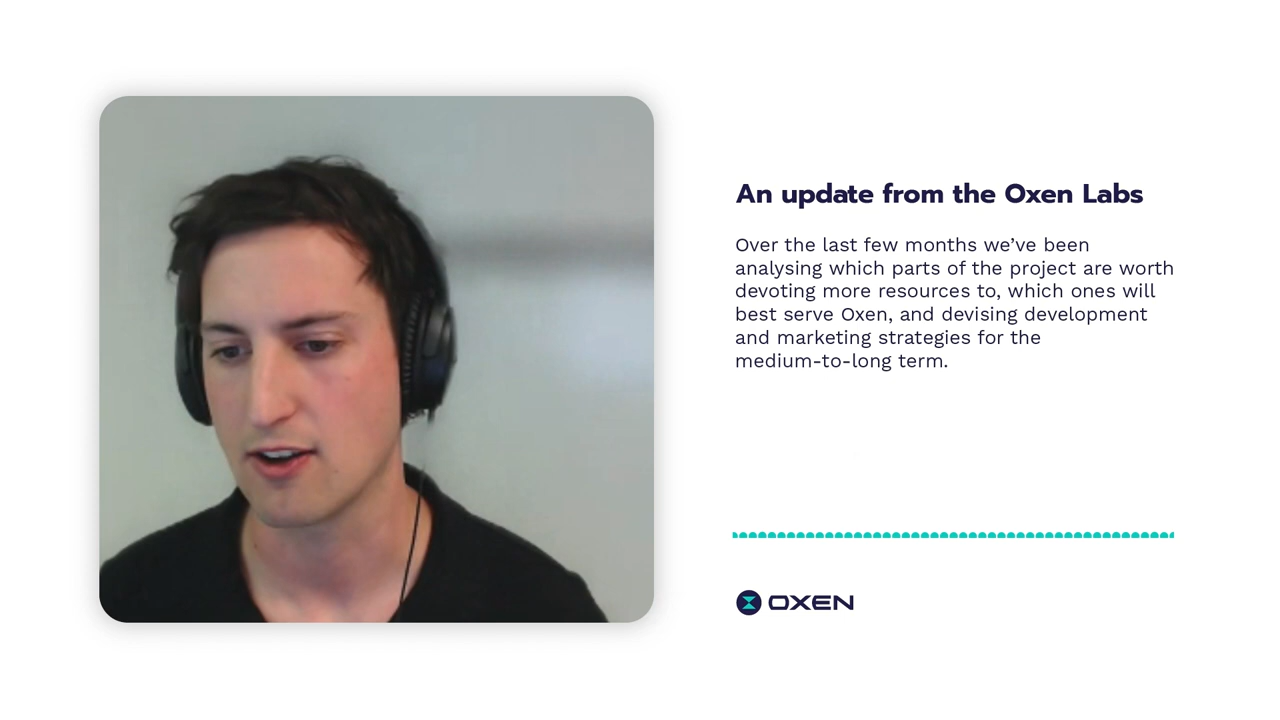 An update from the Oxen Labs
Over the last few months we’ve been
analysing which parts of the project are worth
devoting more resources to, which ones will
best serve Oxen, and devising development
and marketing strategies for the
medium-to-long term.
OXEN